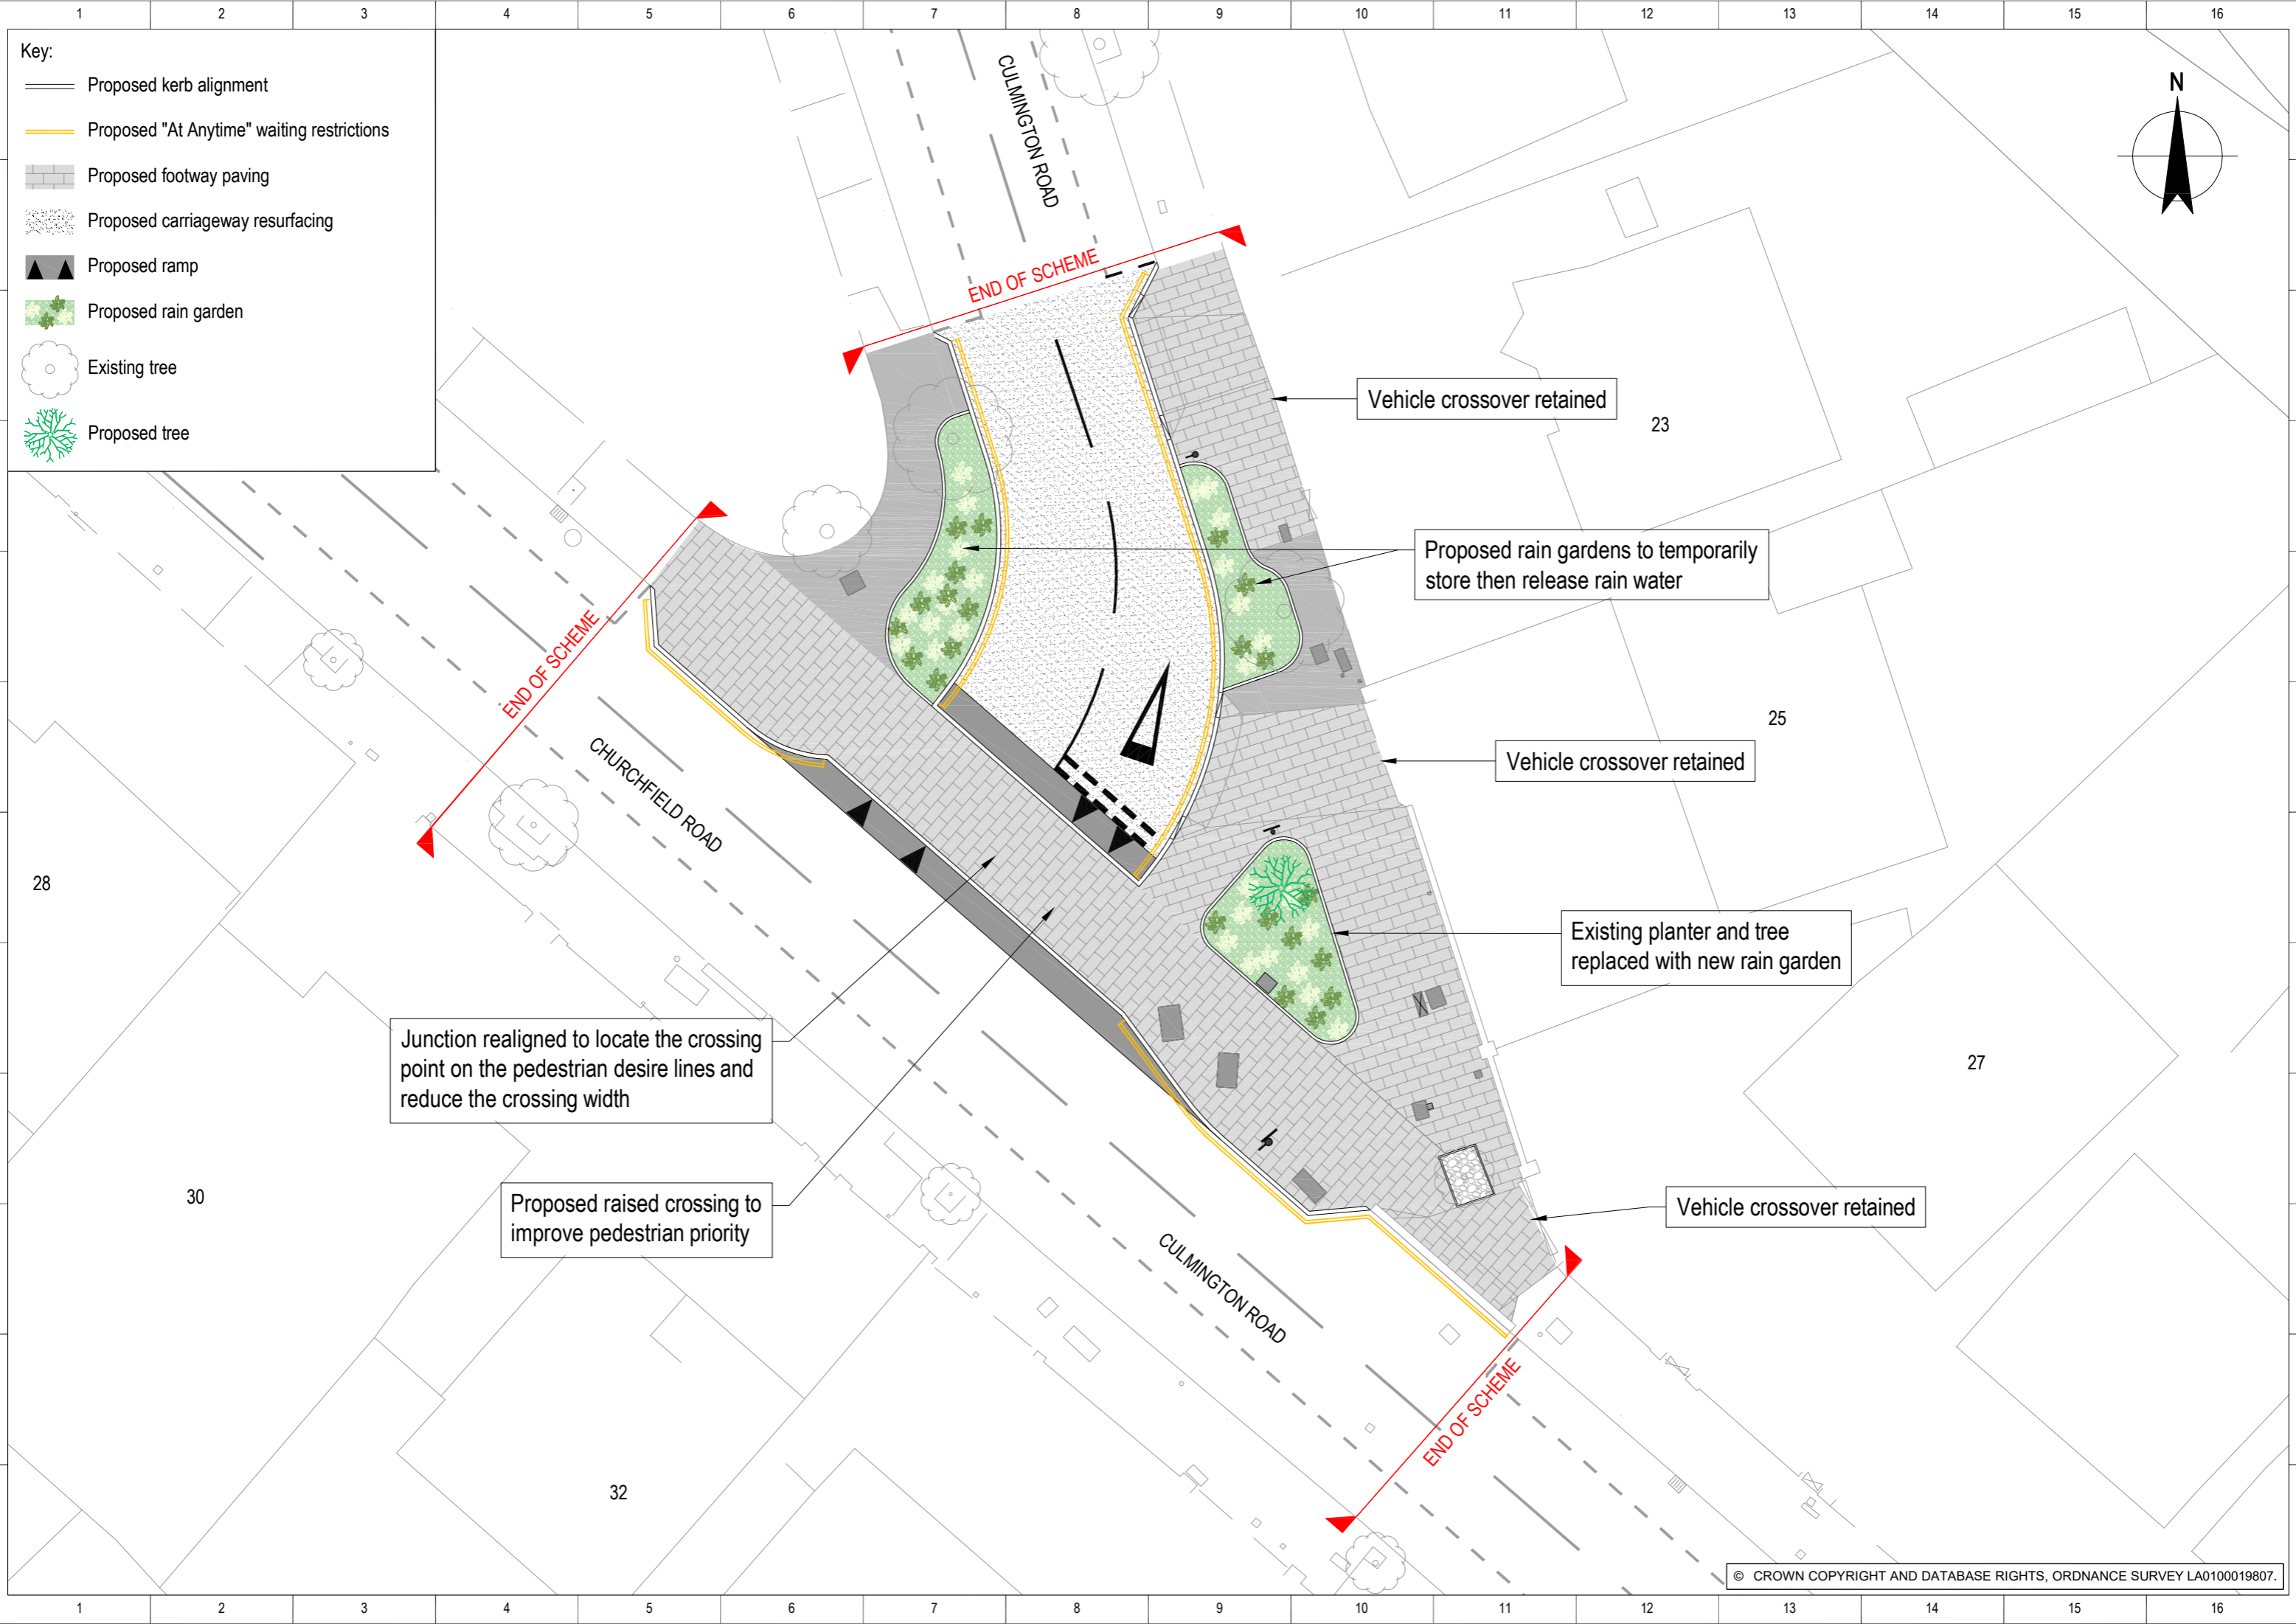 1 2 3 4 5 6 7 8 9 10 11 12 13 14 15 16
Key:
Proposed kerb alignment
Proposed "At Anytime" waiting restrictions
Proposed footway paving
Proposed carriageway resurfacing
Proposed ramp
Proposed rain garden
Existing tree
Proposed tree
CULMINGTON ROAD
N
END OF SCHEME
Vehicle crossover retained
23
Proposed rain gardens to temporarily
store then release rain water
END OF SCHEME
CHURCHFIELD ROAD
25
Vehicle crossover retained
28
Existing planter and tree
replaced with new rain garden
Junction realigned to locate the crossing
point on the pedestrian desire lines and
reduce the crossing width
27
30
Proposed raised crossing to
improve pedestrian priority
Vehicle crossover retained
CULMINGTON ROAD
END OF SCHEME
32
© CROWN COPYRIGHT AND DATABASE RIGHTS, ORDNANCE SURVEY LA0100019807.
1 2 3 4 5 6 7 8 9 10 11 12 13 14 15 16